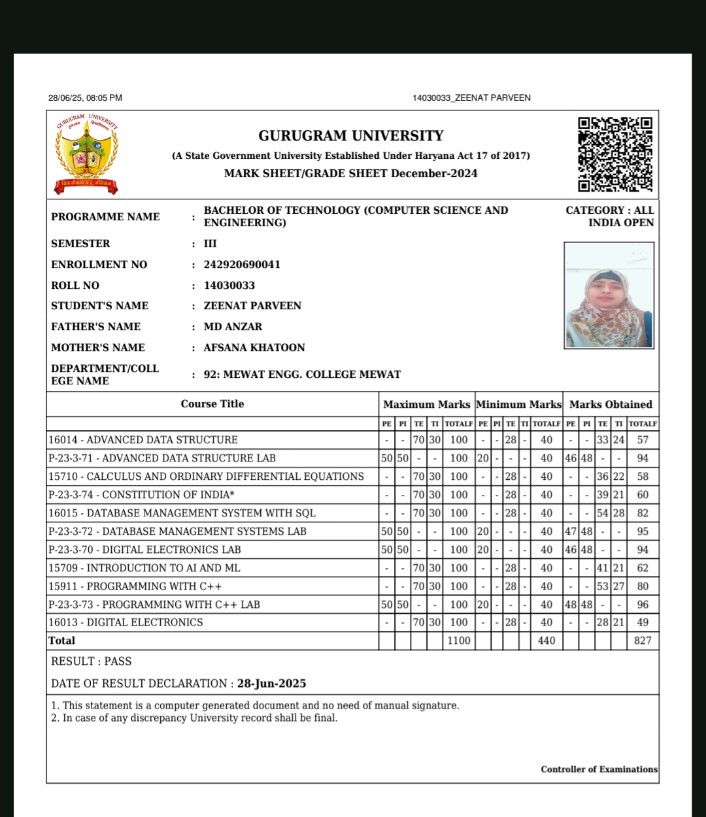 28/06/25, 08:05 PM 14030033_ZEENAT PARVEEN
GURUGRAM UNIVERSITY
GURUGRAM UNIVERSITY
(A State Government University Established Under Haryana Act 17 of 2017)
MARK SHEET/GRADE SHEET December-2024
PROGRAMME NAME : BACHELOR OF TECHNOLOGY (COMPUTER SCIENCE AND
ENGINEERING)
CATEGORY : ALL
INDIA OPEN
SEMESTER : III
ENROLLMENT NO : 242920690041
ROLL NO : 14030033
STUDENT'S NAME : ZEENAT PARVEEN
FATHER'S NAME : MD ANZAR
MOTHER'S NAME : AFSANA KHATOON
DEPARTMENT/COLL
EGE NAME : 92: MEWAT ENGG. COLLEGE MEWAT
Course Title Maximum Marks Minimum Marks Marks Obtained
PE PI TE TI TOTALF PE PI TE TI TOTALF PE PI TE TI TOTALF
16014 - ADVANCED DATA STRUCTURE - - 70 30 100 - - 28 - 40 - - 33 24 57
P-23-3-71 - ADVANCED DATA STRUCTURE LAB 50 50 - - 100 20 - - - 40 46 48 - - 94
15710 - CALCULUS AND ORDINARY DIFFERENTIAL EQUATIONS - - 70 30 100 - - 28 - 40 - - 36 22 58
P-23-3-74 - CONSTITUTION OF INDIA* - - 70 30 100 - - 28 - 40 - - 39 21 60
16015 - DATABASE MANAGEMENT SYSTEM WITH SQL - - 70 30 100 - - 28 - 40 - - 54 28 82
P-23-3-72 - DATABASE MANAGEMENT SYSTEMS LAB 50 50 - - 100 20 - - - 40 47 48 - - 95
P-23-3-70 - DIGITAL ELECTRONICS LAB 50 50 - - 100 20 - - - 40 46 48 - - 94
15709 - INTRODUCTION TO AI AND ML - - 70 30 100 - - 28 - 40 - - 41 21 62
15911 - PROGRAMMING WITH C++ - - 70 30 100 - - 28 - 40 - - 53 27 80
P-23-3-73 - PROGRAMMING WITH C++ LAB 50 50 - - 100 20 - - - 40 48 48 - - 96
16013 - DIGITAL ELECTRONICS - - 70 30 100 - - 28 - 40 - - 28 21 49
Total 1100 440 827
RESULT : PASS
DATE OF RESULT DECLARATION : 28-Jun-2025
1. This statement is a computer generated document and no need of manual signature.
2. In case of any discrepancy University record shall be final.
Controller of Examinations